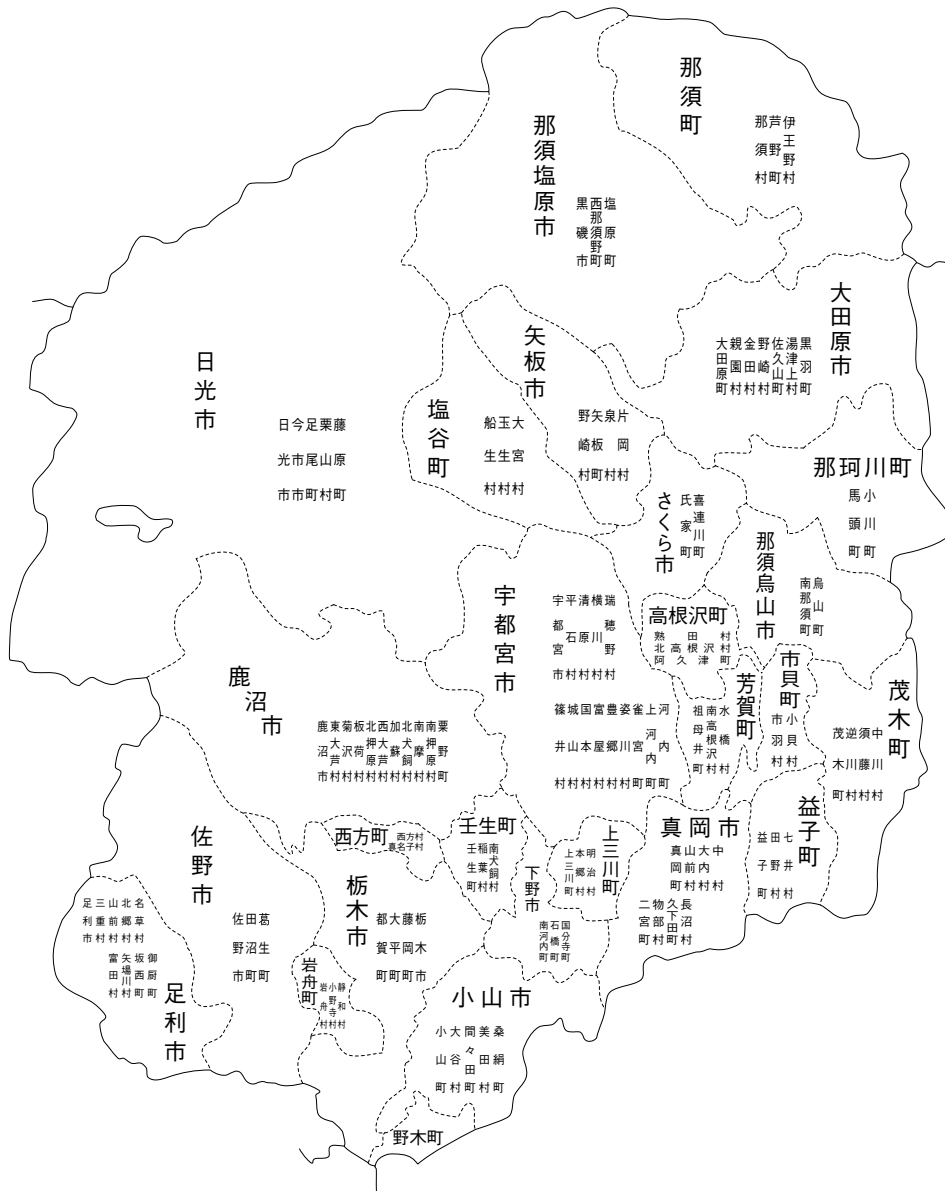 那須町
那須村
芦野町
伊王野村
那須塩原市
黒磯市
西那須野町
塩原町
大田原市
大田原町
親園村
金田村
野崎村
佐久山町
湯津上村
黒羽町
日光市
日光市
今市市
足尾町
栗山村
藤原町
塩谷町
船生村
玉生村
大宮村
矢板市
野崎村
矢板町
泉村
片岡村
さくら市
氏家町
喜連川町
那珂川町
馬頭町
小川町
那須烏山市
南那須町
烏山町
宇都宮市
宇都宮市
平石村
清原村
横川村
瑞穂野村
篠井村
城山村
国本村
富屋村
豊郷村
姿川村
雀宮町
上河内町
河内町
高根沢町
熟田村
北高根沢村
阿久津町
芳賀町
祖母井町
南高根沢村
水橋村
市貝町
市羽村
小貝村
茂木町
茂木町
逆川村
須藤村
中川村
鹿沼市
鹿沼市
東大芦村
菊沢村
板荷村
北押原村
西大芦村
加蘇村
北犬飼村
南摩村
南押原村
粟野町
西方町
西方村
真名子村
壬生町
壬生町
稲葉村
南犬飼村
下野市
南河内町
石橋町
国分寺町
上三川町
上三川町
本郷村
明治村
真岡市
真岡町
山前村
大内村
中村
二宮町
物部村
久下田町
長沼村
益子町
益子町
田野村
七井村
佐野市
佐野市
田沼町
葛生町
栃木市
都賀町
大平町
藤岡町
栃木市
岩舟町
岩舟村
小野寺村
静和村
足利市
足利市
三重村
山前村
北郷村
名草村
富田村
矢場川村
坂西町
御厨町
小山市
小山町
大谷村
間々田町
美田村
桑絹町
野木町